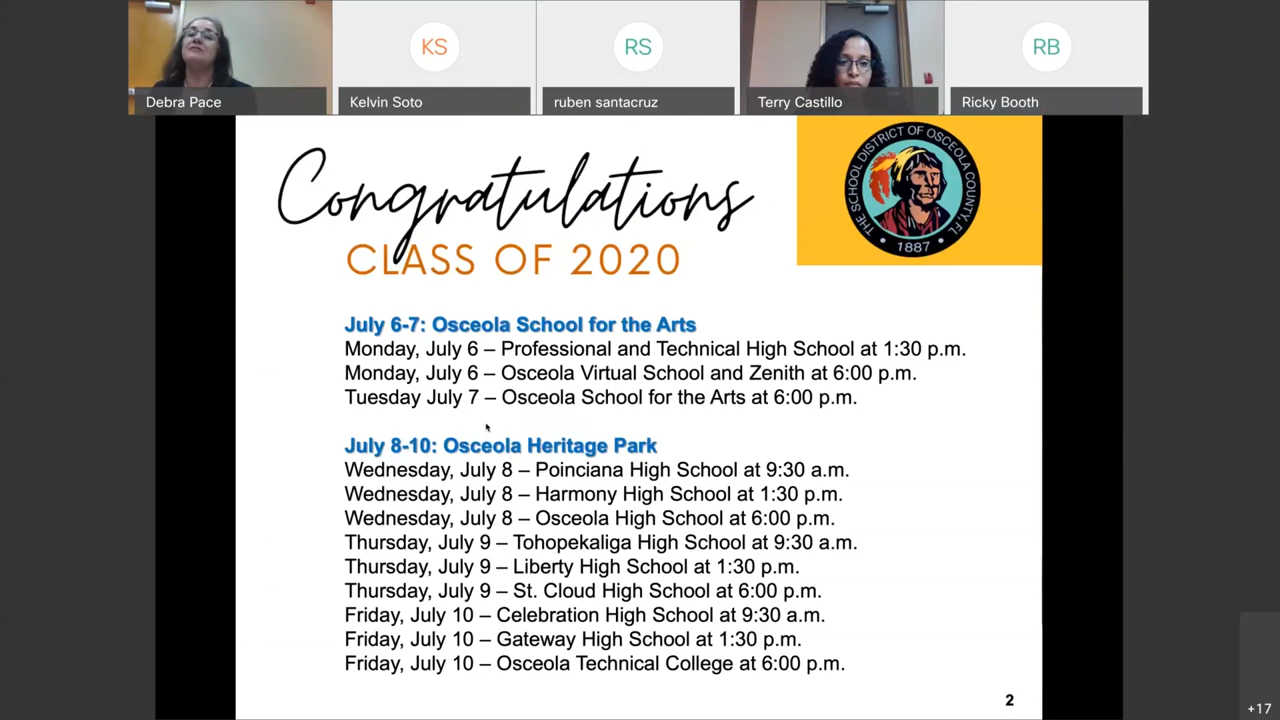 KS
RS
RB
Debra Pace
Kelvin Soto
ruben santacruz
Terry Castillo
Ricky Booth
Congratulations
CLASS OF 2020
THE SCHOOL DISTRICT OF OSCEOLA COUNTY, FL
• 1887 •
July 6-7: Osceola School for the Arts
Monday, July 6 – Professional and Technical High School at 1:30 p.m.
Monday, July 6 – Osceola Virtual School and Zenith at 6:00 p.m.
Tuesday July 7 – Osceola School for the Arts at 6:00 p.m.
July 8-10: Osceola Heritage Park
Wednesday, July 8 – Poinciana High School at 9:30 a.m.
Wednesday, July 8 – Harmony High School at 1:30 p.m.
Wednesday, July 8 – Osceola High School at 6:00 p.m.
Thursday, July 9 – Tohopekaliga High School at 9:30 a.m.
Thursday, July 9 – Liberty High School at 1:30 p.m.
Thursday, July 9 – St. Cloud High School at 6:00 p.m.
Friday, July 10 – Celebration High School at 9:30 a.m.
Friday, July 10 – Gateway High School at 1:30 p.m.
Friday, July 10 – Osceola Technical College at 6:00 p.m.
2
+17